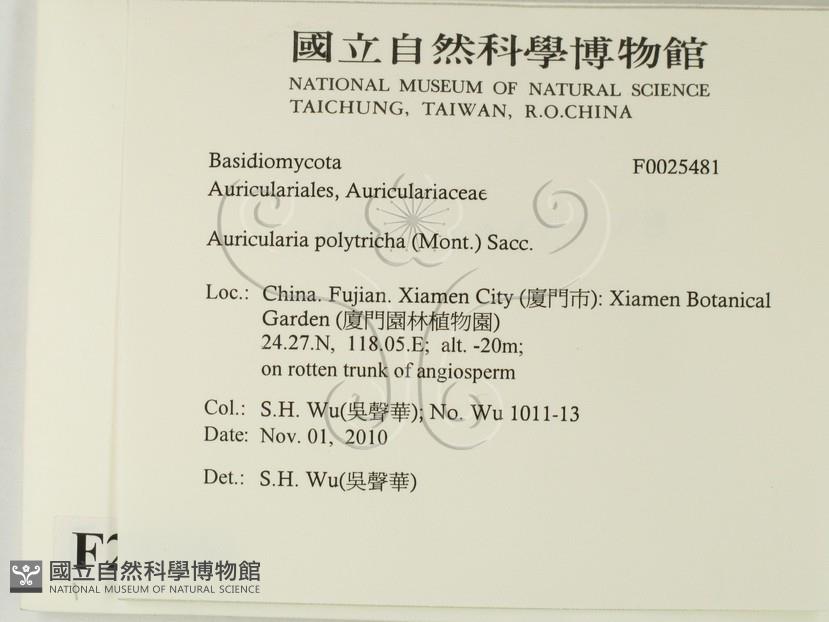 國立自然科學博物館
NATIONAL MUSEUM OF NATURAL SCIENCE
TAICHUNG, TAIWAN, R.O.CHINA
Basidiomycota F0025481
Auriculariales, Auriculariaceae
Auricularia polytricha (Mont.) Sacc.
Loc.: China. Fujian. Xiamen City (廈門市): Xiamen Botanical
Garden (廈門園林植物園)
24.27.N, 118.05.E; alt. -20m;
on rotten trunk of angiosperm
Col.: S.H. Wu(吳聲華); No. Wu 1011-13
Date: Nov. 01, 2010
Det.: S.H. Wu(吳聲華)
國立自然科學博物館
NATIONAL MUSEUM OF NATURAL SCIENCE